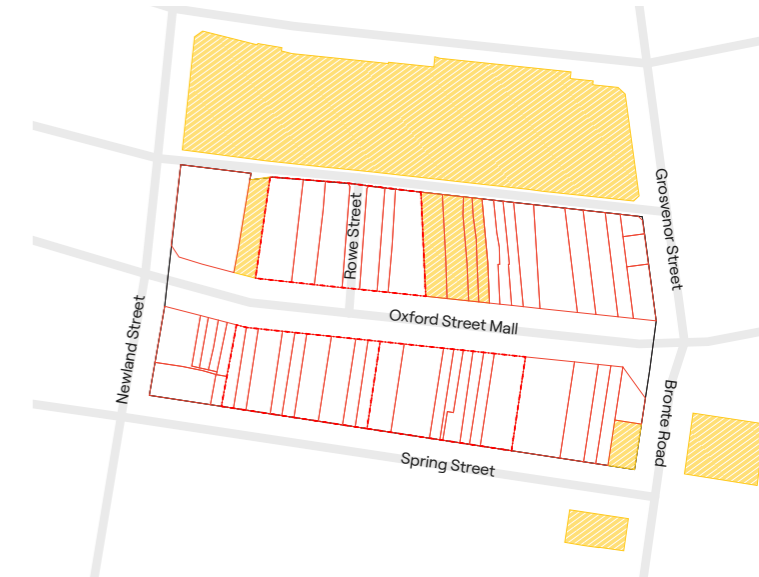 Grosvenor Street
Rowe Street
Oxford Street Mall
Newland Street
Bronte Road
Spring Street